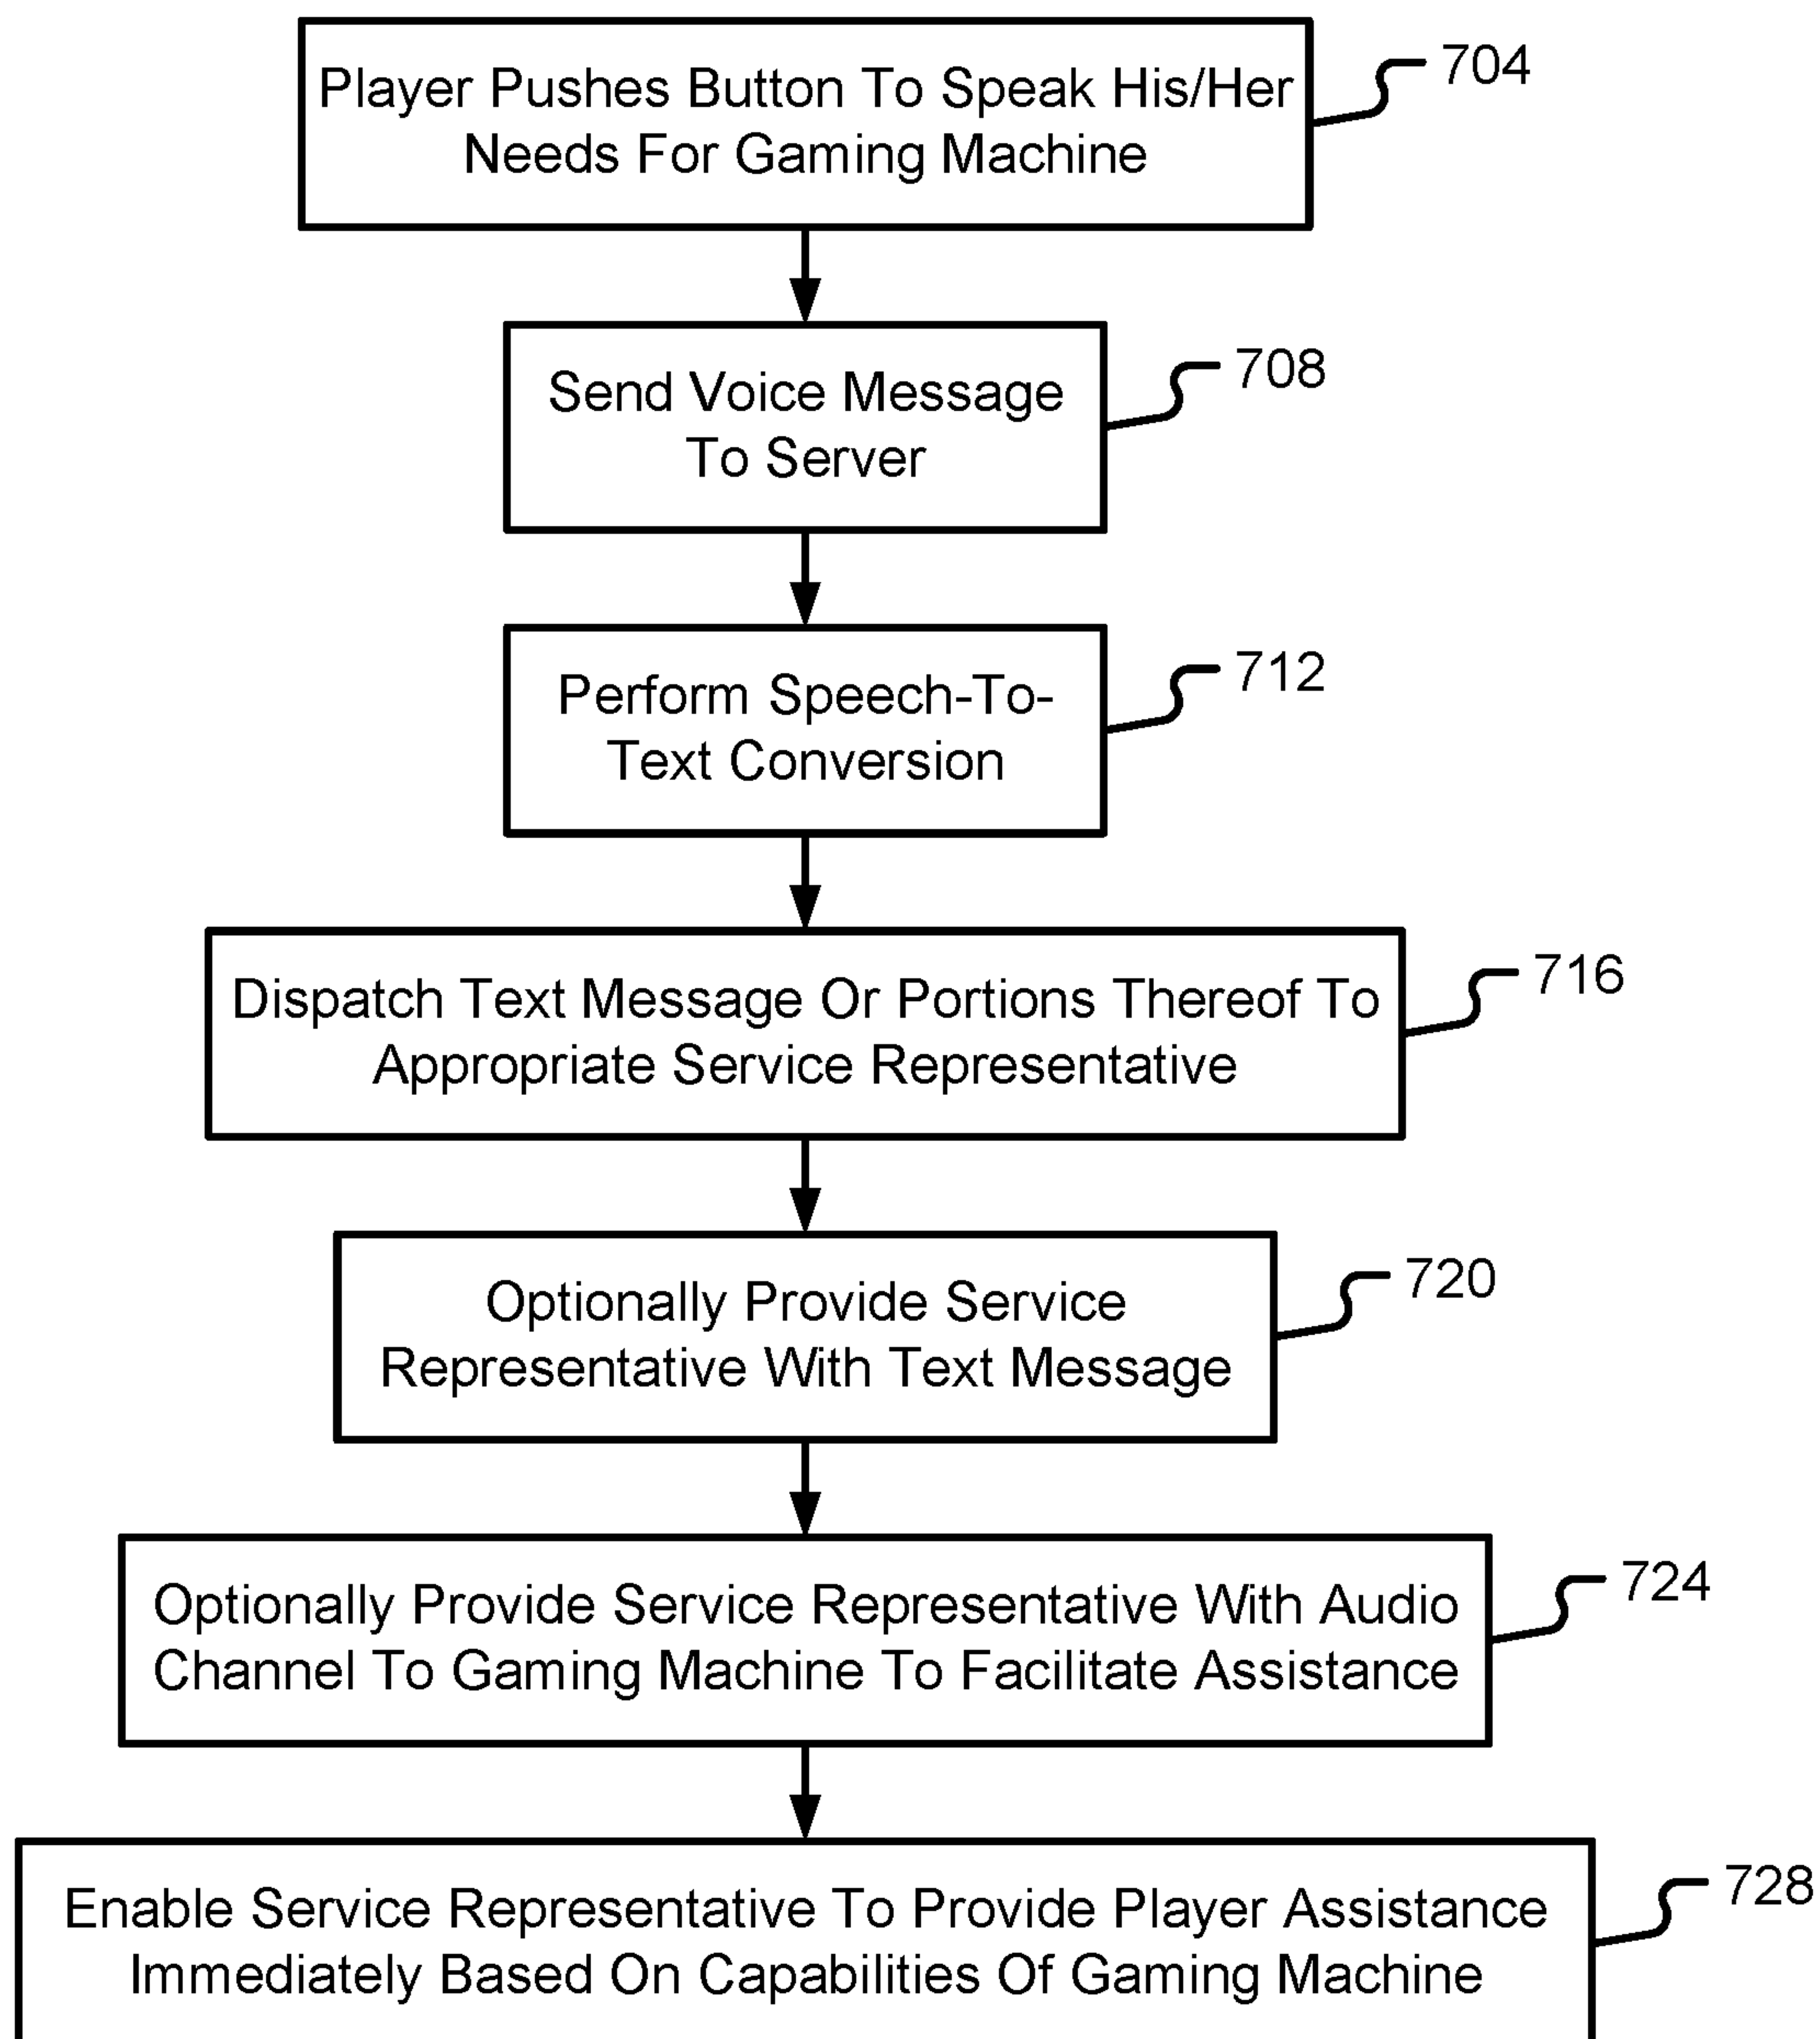 Player Pushes Button To Speak His/Her
Needs For Gaming Machine
704
Send Voice Message
To Server
708
Perform Speech-To-
Text Conversion
712
Dispatch Text Message Or Portions Thereof To
Appropriate Service Representative
716
Optionally Provide Service
Representative With Text Message
720
Optionally Provide Service Representative With Audio
Channel To Gaming Machine To Facilitate Assistance
724
Enable Service Representative To Provide Player Assistance
Immediately Based On Capabilities Of Gaming Machine
728